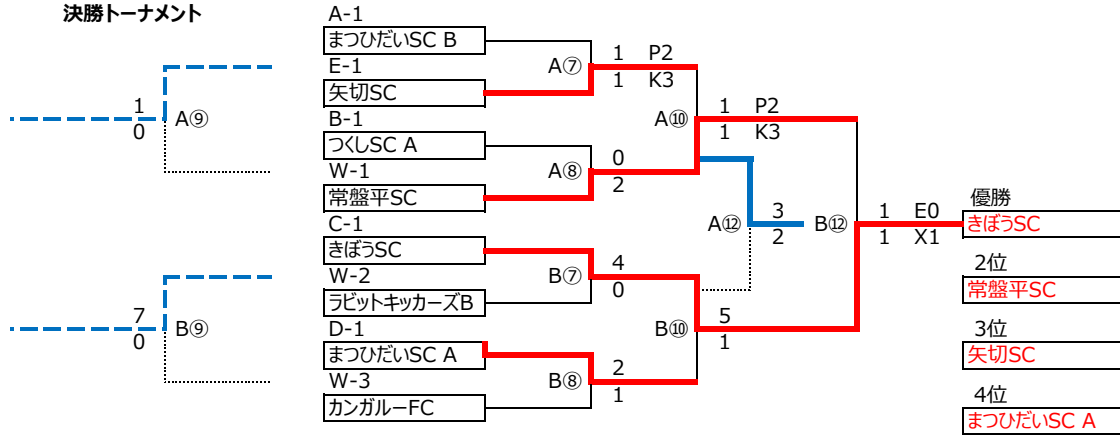 決勝トーナメント
A-1
まつひだいSC B
E-1
矢切SC
B-1
つくしSC A
W-1
常盤平SC
C-1
きぼうSC
W-2
ラビットキッカーズB
D-1
まつひだいSC A
W-3
カンガルーFC
1
0
A⑨
7
0
B⑨
A⑦
1 P2
1 K3
A⑧
0
2
B⑦
4
0
B⑧
2
1
A⑩
1 P2
1 K3
B⑩
5
1
A⑫
3
2
B⑫
1 E0
1 X1
優勝
きぼうSC
2位
常盤平SC
3位
矢切SC
4位
まつひだいSC A